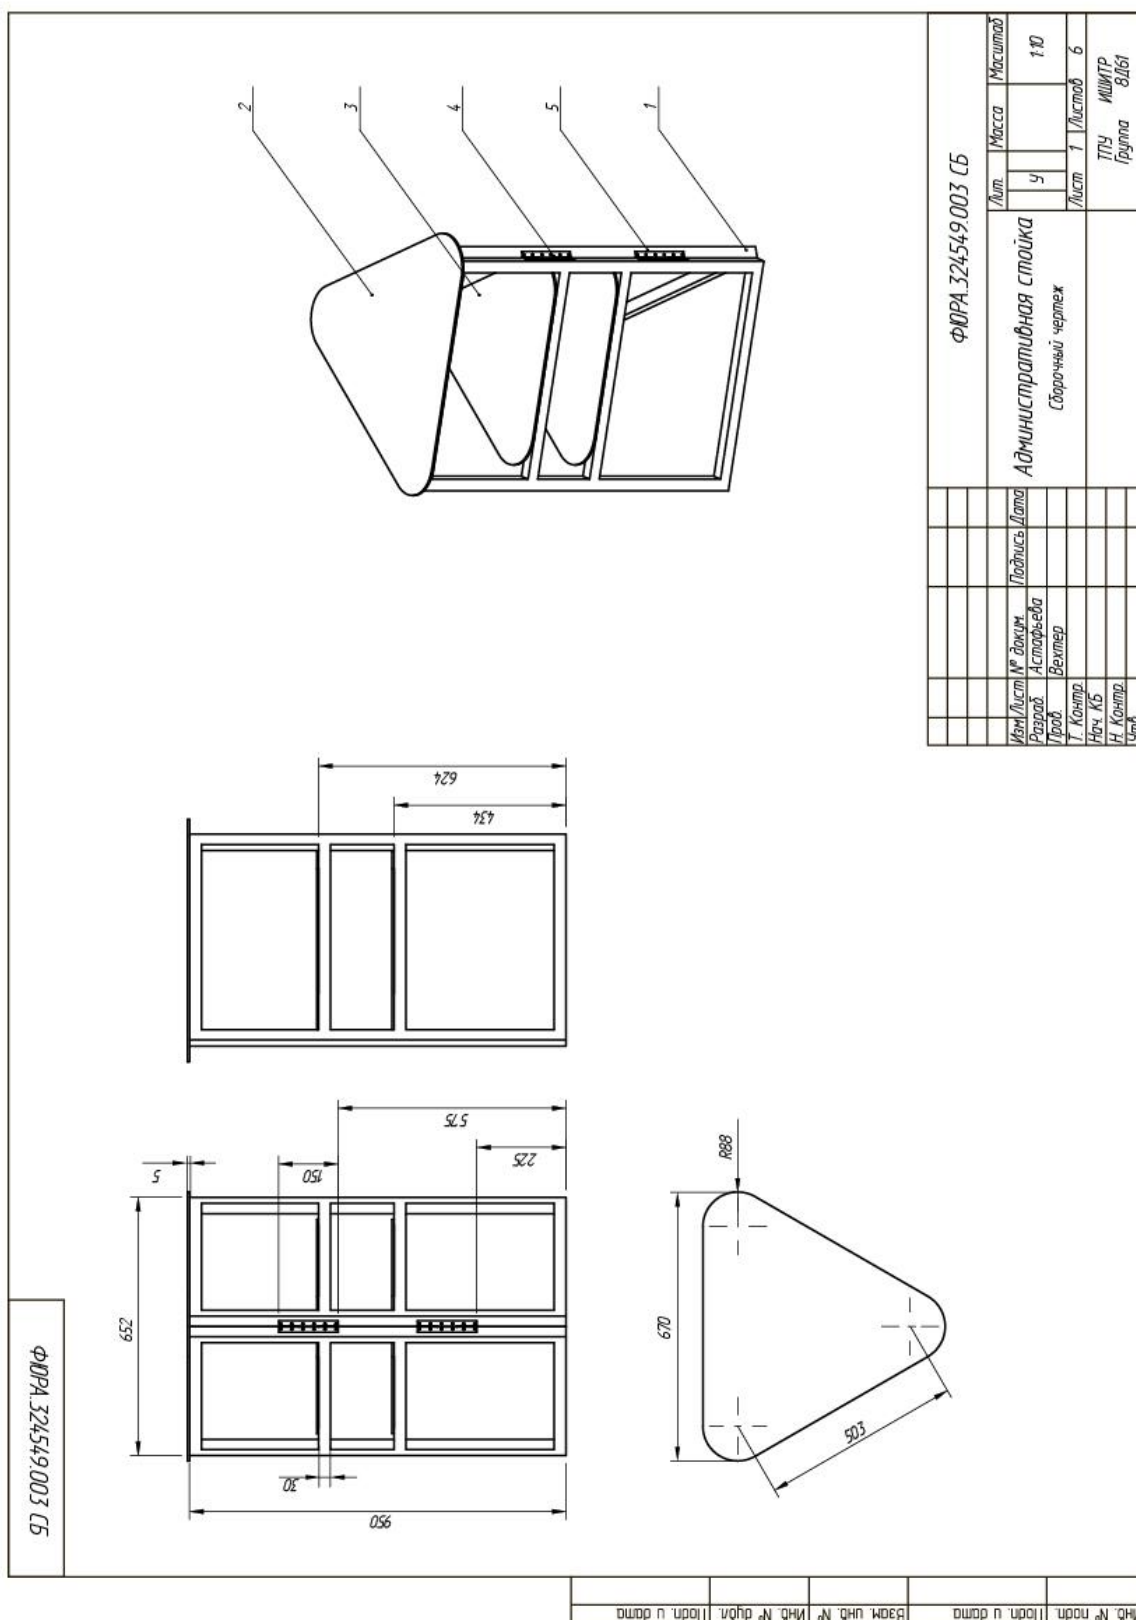 ФЮРА.324549.003 СБ
2
3
4
5
1
659
5
150
575
225
30
950
624
434
670
R88
503
ФЮРА.324549.003 СБ
Изм.
Лист
№ докум.
Подпись
Дата
Разраб.
Астафьева
Пров.
Вехтер
Т. Контр.
Нач. КБ
Н. Контр.
Утв.
Административная стойка
Сборочный чертеж
Лит.
Масса
Масштаб
У
1:10
Лист 1
Листов 6
ТПУ ИШИТР
Группа 8Д61
Подп. и дата
Инв. № дубл.
Взам. инв. №
Подп. и дата
Инв. № подл.